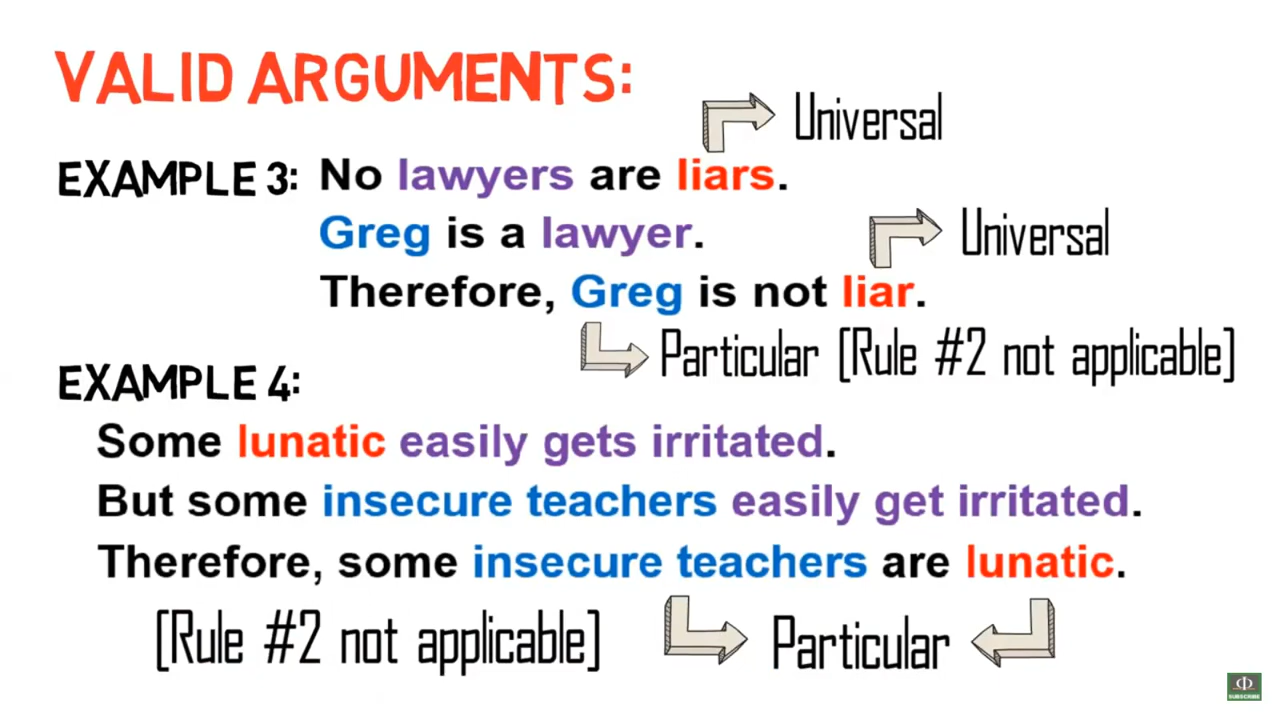 VALID ARGUMENTS:
Universal
EXAMPLE 3: No lawyers are liars.
Greg is a lawyer.
Universal
Therefore, Greg is not liar.
Particular [Rule #2 not applicable]
EXAMPLE 4:
Some lunatic easily gets irritated.
But some insecure teachers easily get irritated.
Therefore, some insecure teachers are lunatic.
[Rule #2 not applicable]
Particular
Φ
SUBSCRIBE